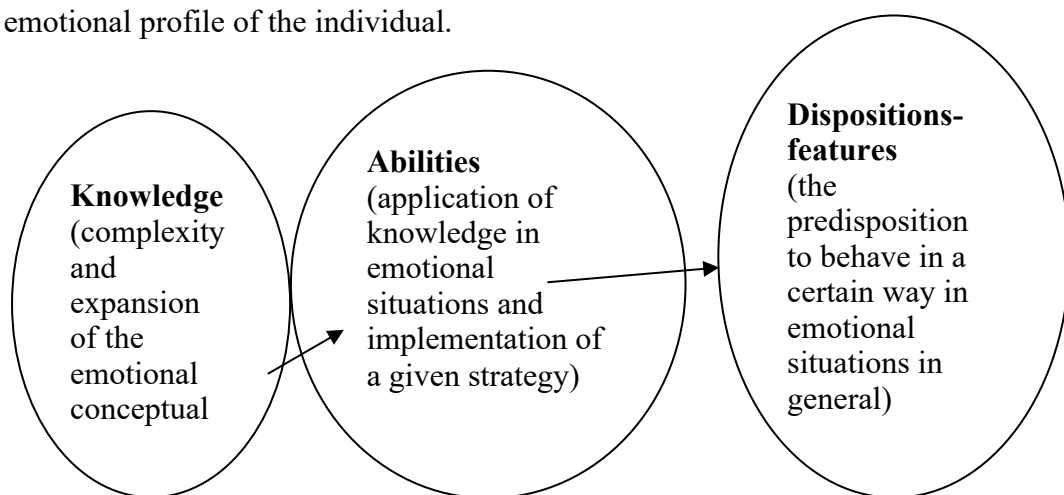 emotional profile of the individual.
Knowledge
(complexity
and
expansion
of the
emotional
conceptual
Abilities
(application of
knowledge in
emotional
situations and
implementation of
a given strategy)
Dispositions-
features
(the
predisposition
to behave in a
certain way in
emotional
situations in
general)